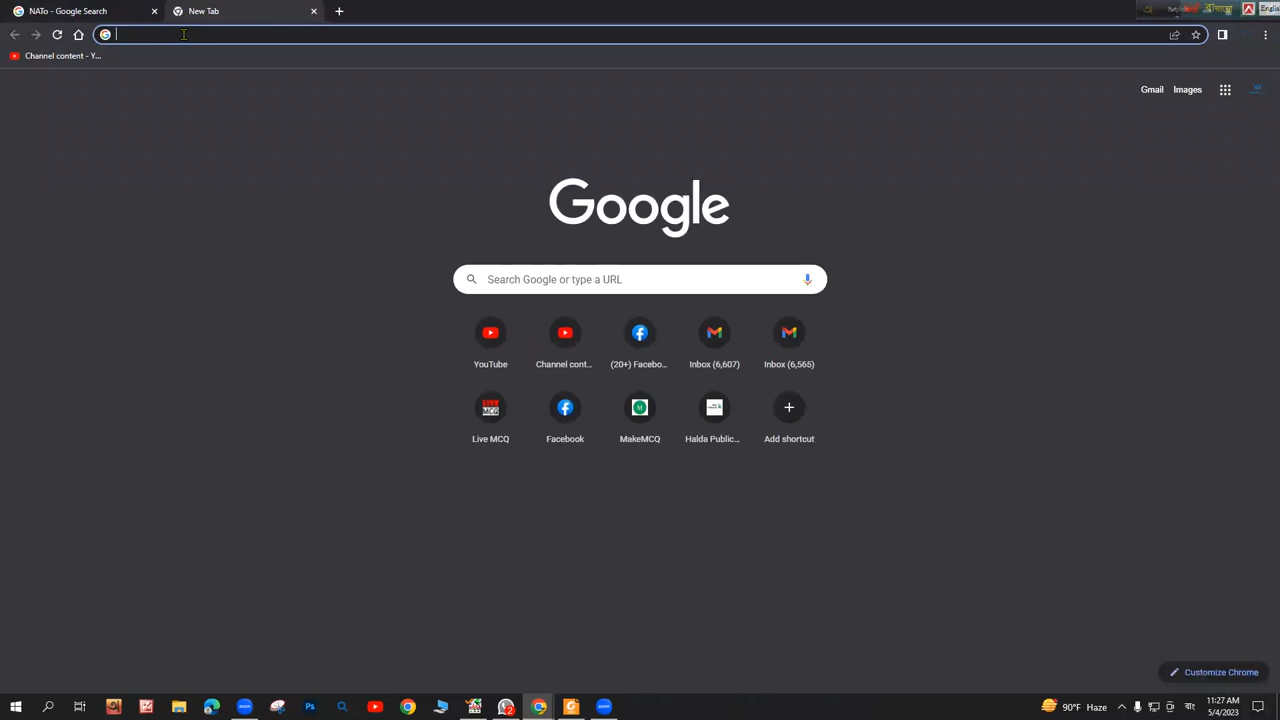 NATo - Google Search
New Tab
Channel content - Y...
Gmail
Images
Google
Search Google or type a URL
YouTube
Channel cont...
(20+) Facebo...
Inbox (6,607)
Inbox (6,565)
Live MCQ
Facebook
MakeMCQ
Halda Public...
Add shortcut
Customize Chrome
90°F Haze
11:27 AM
5/4/2023